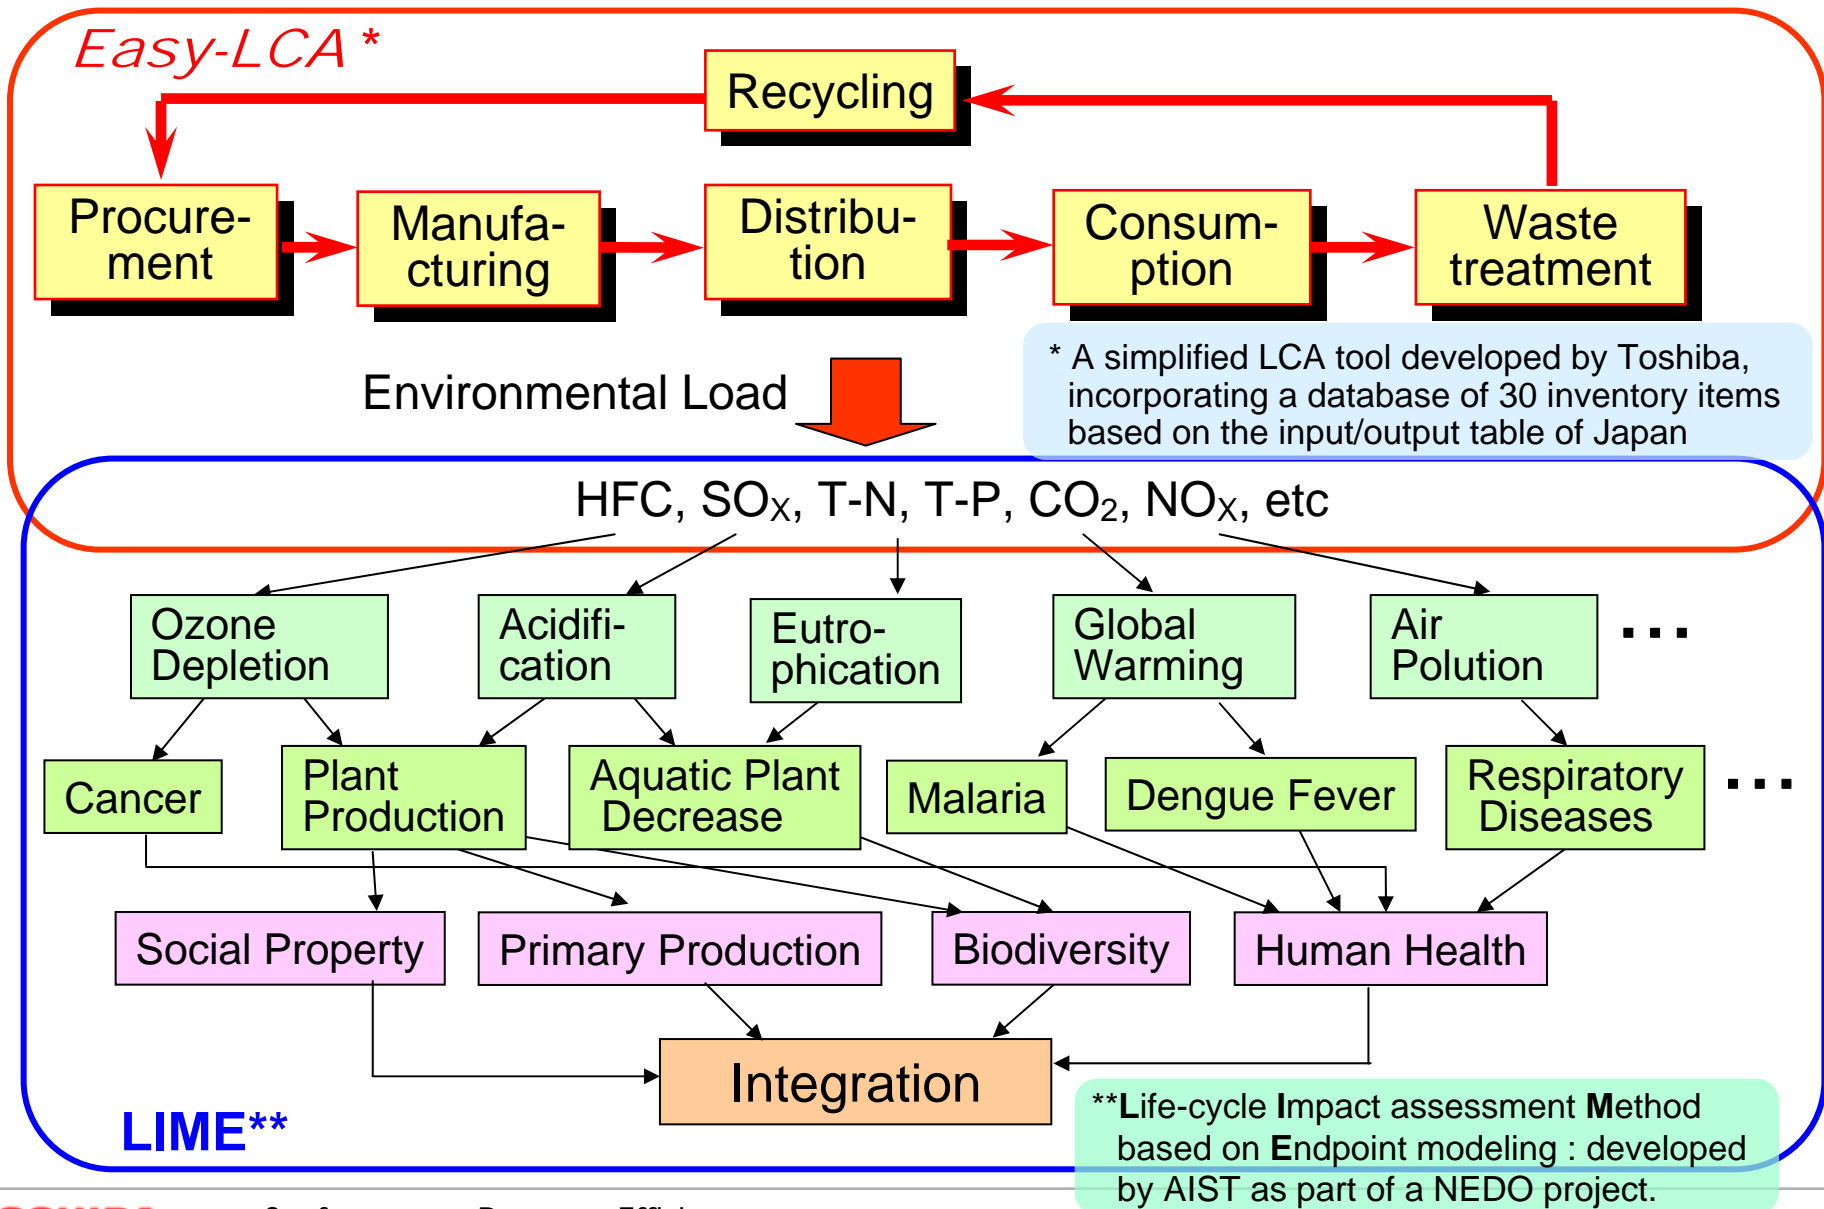 Easy-LCA *
Recycling
Procure-
ment
Manufa-
cturing
Distribu-
tion
Consum-
ption
Waste
treatment
* A simplified LCA tool developed by Toshiba,
incorporating a database of 30 inventory items
based on the input/output table of Japan
Environmental Load
HFC, SOX, T-N, T-P, CO2, NOX, etc
Ozone
Depletion
Acidifi-
cation
Eutro-
phication
Global
Warming
Air
Polution
...
Cancer
Plant
Production
Aquatic Plant
Decrease
Malaria
Dengue Fever
Respiratory
Diseases
...
Social Property
Primary Production
Biodiversity
Human Health
Integration
LIME**
**Life-cycle Impact assessment Method
based on Endpoint modeling : developed
by AIST as part of a NEDO project.